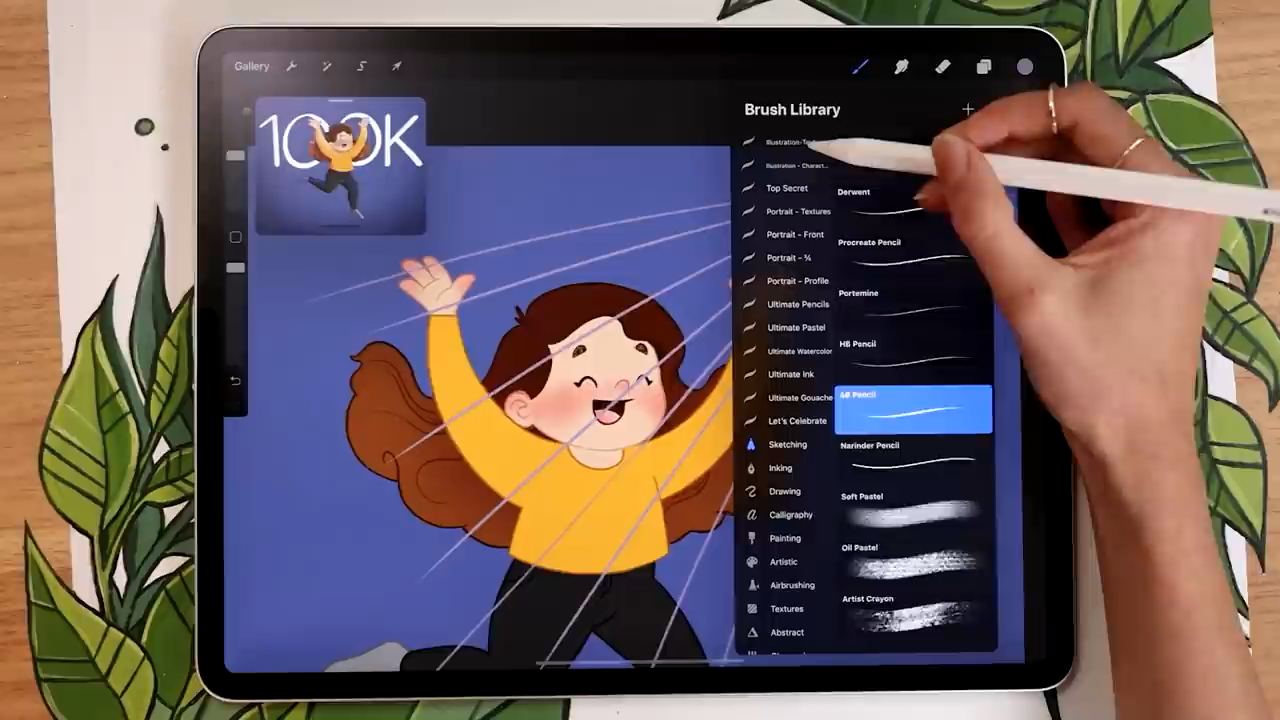 Gallery
100K
Brush Library
Top Secret
Portrait - Textures
Portrait - Front
Portrait - ¾
Portrait - Profile
Ultimate Pencils
Ultimate Pastel
Ultimate Watercolor
Ultimate Ink
Ultimate Gouache
Let's Celebrate
Sketching
Inking
Drawing
Calligraphy
Painting
Artistic
Airbrushing
Textures
Abstract
Derwent
Procreate Pencil
HB Pencil
6B Pencil
Narinder Pencil
Soft Pastel
Oil Pastel
Artist Crayon